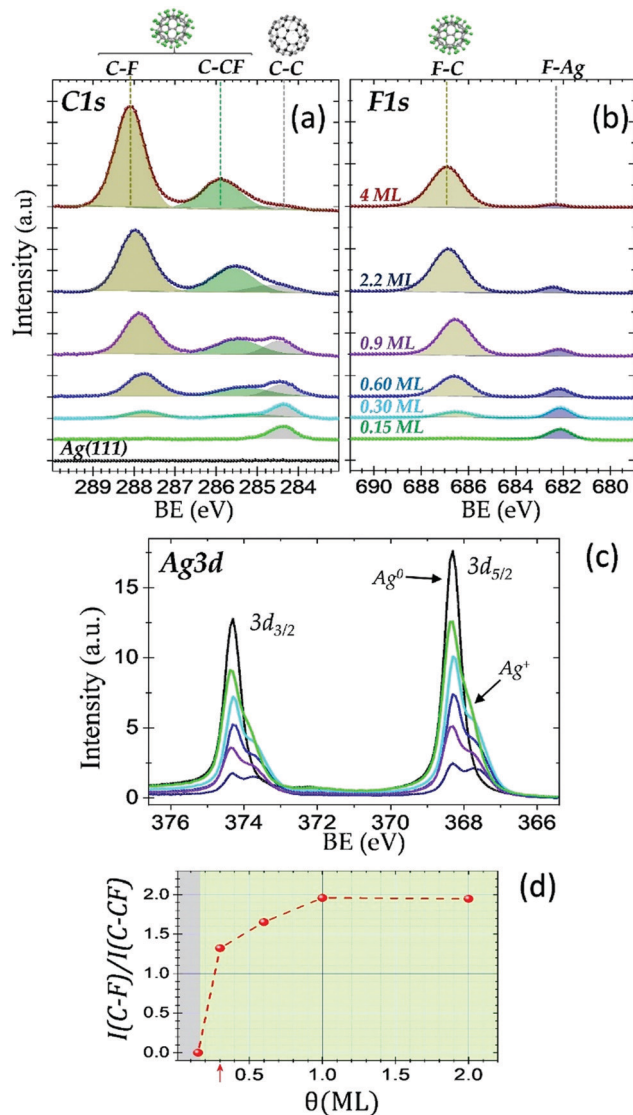 C-F C-CF C-C
C1s (a)
Intensity (a.u)
Ag(111)
289 288 287 286 285 284
BE (eV)
F-C F-Ag
F1s (b)
4 ML
2.2 ML
0.9 ML
0.60 ML
0.30 ML
0.15 ML
690 688 686 684 682 680
BE (eV)
Ag3d (c)
Ag0 3d5/2
3d3/2
Ag+
Intensity (a.u.)
15
10
5
0
376 374 372 370 368 366
BE (eV)
(d)
I(C-F)/I(C-CF)
2.0
1.5
1.0
0.5
0.0
0.5 1.0 1.5 2.0
θ(ML)